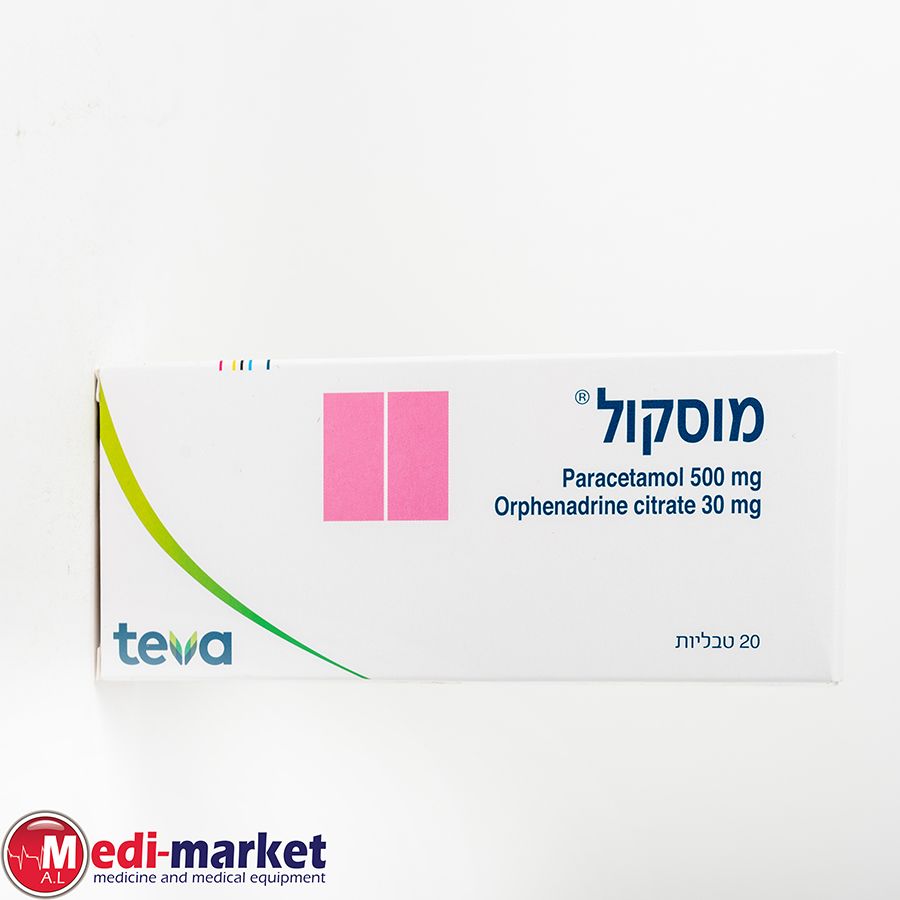 מוסקול®
Paracetamol 500 mg
Orphenadrine citrate 30 mg
20 טבליות
teva
Medi-market
A.L
medicine and medical equipment